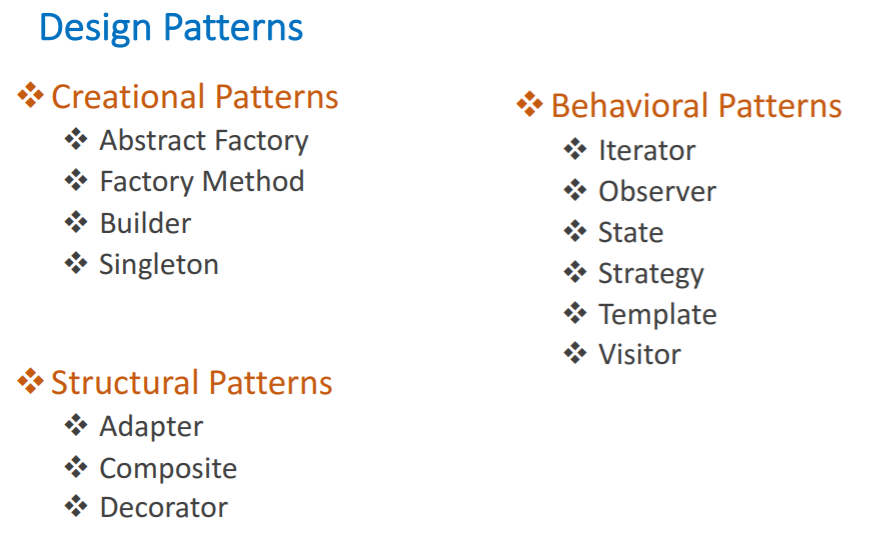 Design Patterns
❖ Creational Patterns
❖ Abstract Factory
❖ Factory Method
❖ Builder
❖ Singleton
❖ Structural Patterns
❖ Adapter
❖ Composite
❖ Decorator
❖ Behavioral Patterns
❖ Iterator
❖ Observer
❖ State
❖ Strategy
❖ Template
❖ Visitor